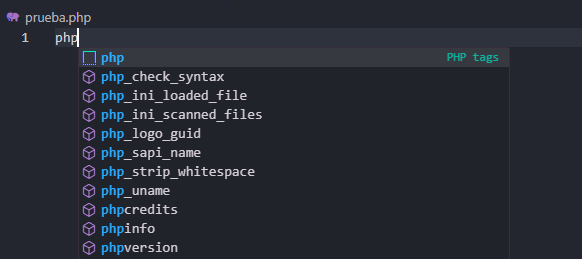 prueba.php
1 php
php PHP tags
php_check_syntax
php_ini_loaded_file
php_ini_scanned_files
php_logo_guid
php_sapi_name
php_strip_whitespace
php_uname
phpcredits
phpinfo
phpversion